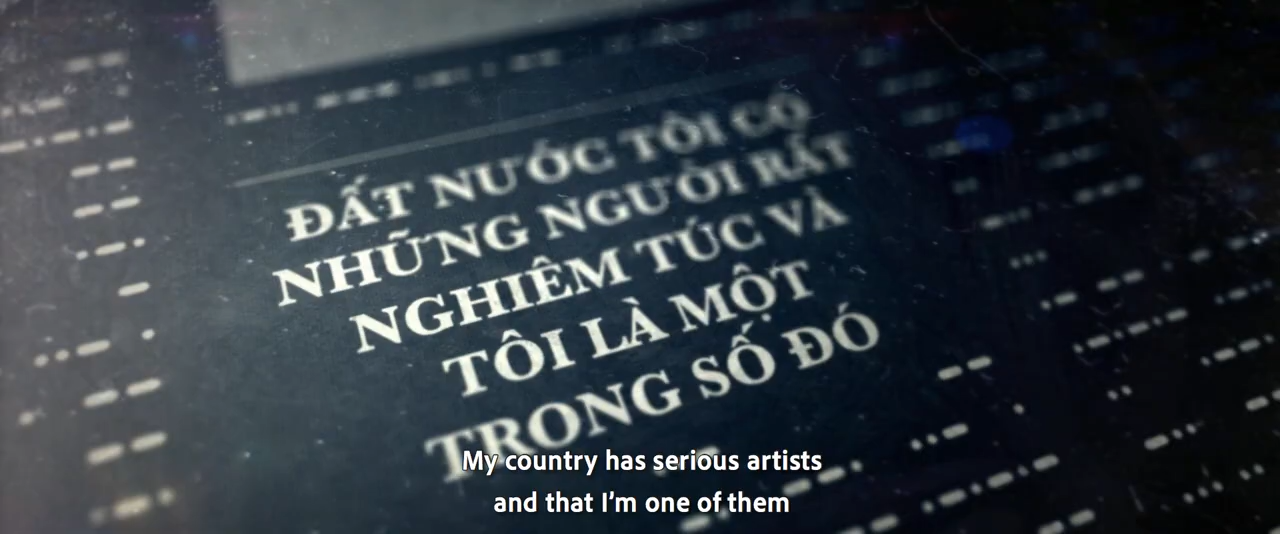 ĐẤT NƯỚC TÔI CÓ
NHỮNG NGƯỜI RẤT
NGHIÊM TÚC VÀ
TÔI LÀ MỘT
TRONG SỐ ĐÓ
My country has serious artists
and that I'm one of them